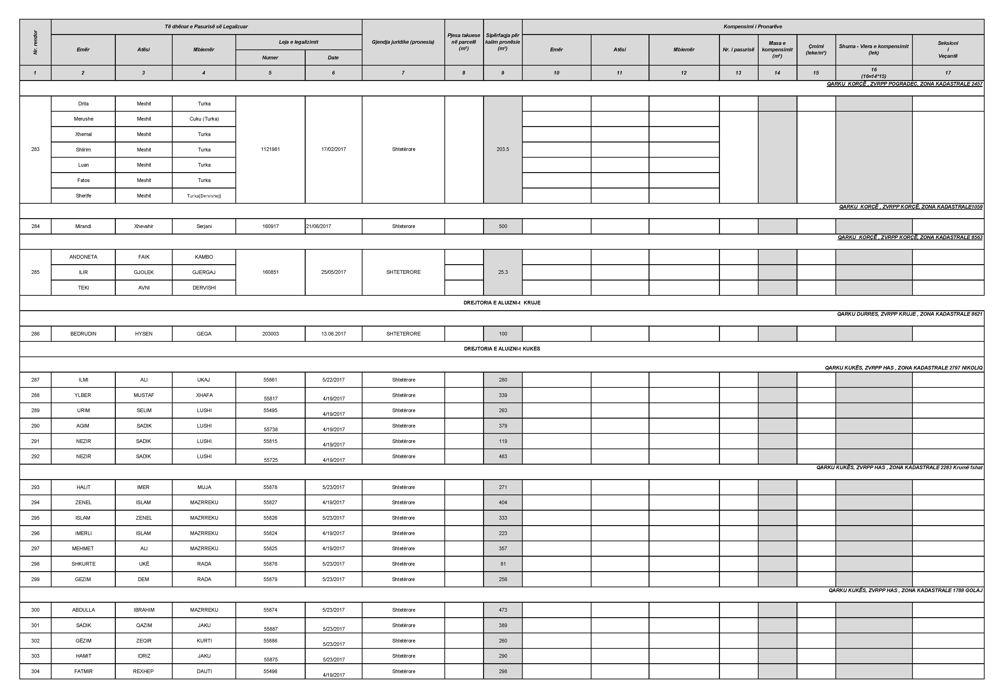 Nr. rendor
Të dhënat e Pasurisë së Legalizuar
Gjendja juridike (pronesia)
Pjesa takuese
në parcelë
(m²)
Sipërfaqja për
kalim pronësie
(m²)
Kompensimi i Pronarëve
Emër
Atësi
Mbiemër
Leja e legalizimit
Numer
Date
Emër
Atësi
Mbiemër
Nr. i pasurisë
Masa e
kompensimit
(m²)
Çmimi
(leke/m²)
Shuma - Vlera e kompensimit
(lek)
Seksioni
i
Veçantë
1 2 3 4 5 6 7 8 9 10 11 12 13 14 15 16 17
(16=14*15)
QARKU KORÇË , ZVRPP POGRADEC, ZONA KADASTRALE 2457
Drita Mexhit Turka
Merushe Mexhit Cuku (Turka)
Xhemal Mexhit Turka
283 Shlirim Mexhit Turka 1121981 17/02/2017 Shtetërore 203.5
Luan Mexhit Turka
Fatos Mexhit Turka
Sherife Mexhit Turka(Dervishej)
QARKU KORÇË , ZVRPP KORÇË, ZONA KADASTRALE1059
284 Mirandi Xhevahir Serjani 160917 21/06/2017 Shteterore 500
QARKU KORÇË , ZVRPP KORÇË, ZONA KADASTRALE 8563
ANDONETA FAIK KAMBO
285 ILIR GJOLEK GJERGAJ 160851 25/05/2017 SHTETERORE 25.3
TEKI AVNI DERVISHI
DREJTORIA E ALUIZNI-t KRUJE
QARKU DURRES, ZVRPP KRUJE , ZONA KADASTRALE 8621
286 BEDRUDIN HYSEN GEGA 203003 13.06.2017 SHTETERORE 100
DREJTORIA E ALUIZNI-t KUKËS
QARKU KUKËS, ZVRPP HAS , ZONA KADASTRALE 2797 NIKOLIQ
287 ILMI ALI UKAJ 55861 5/22/2017 Shtetërore 280
288 YLBER MUSTAF XHAFA 55817 4/19/2017 Shtetërore 339
289 URIM SELIM LUSHI 55495 4/19/2017 Shtetërore 263
290 AGIM SADIK LUSHI 55738 4/19/2017 Shtetërore 379
291 NEZIR SADIK LUSHI 55815 4/19/2017 Shtetërore 119
292 NEZIR SADIK LUSHI 55725 4/19/2017 Shtetërore 483
QARKU KUKËS, ZVRPP HAS , ZONA KADASTRALE 2283 Krumë fshat
293 HALIT IMER MUJA 55878 5/23/2017 Shtetërore 271
294 ZENEL ISLAM MAZRREKU 55827 4/19/2017 Shtetërore 404
295 ISLAM ZENEL MAZRREKU 55826 5/23/2017 Shtetërore 333
296 IMERLI ISLAM MAZRREKU 55824 4/19/2017 Shtetërore 223
297 MEHMET ALI MAZRREKU 55825 4/19/2017 Shtetërore 357
298 SHKURTE UKË RADA 55876 5/23/2017 Shtetërore 81
299 GEZIM DEM RADA 55879 5/23/2017 Shtetërore 256
QARKU KUKËS, ZVRPP HAS , ZONA KADASTRALE 1788 GOLAJ
300 ABDULLA IBRAHIM MAZRREKU 55874 5/23/2017 Shtetërore 473
301 SADIK QAZIM JAKU 55887 5/23/2017 Shtetërore 389
302 GËZIM ZEQIR KURTI 55886 5/23/2017 Shtetërore 260
303 HAMIT IDRIZ JAKU 55875 5/23/2017 Shtetërore 290
304 FATMIR REXHEP DAUTI 55496 4/19/2017 Shtetërore 298